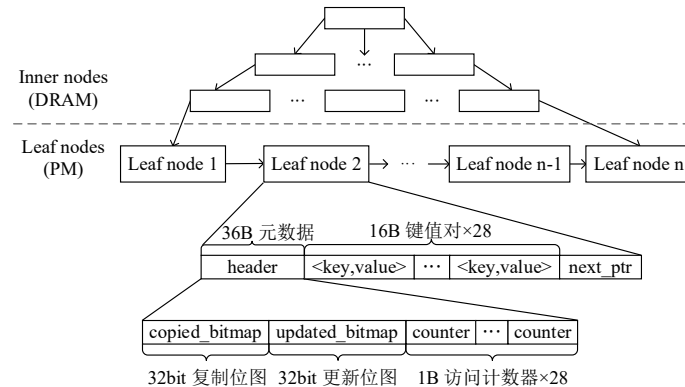 ...
Inner nodes
(DRAM)
... ...
Leaf nodes
(PM)
Leaf node 1
Leaf node 2
...
Leaf node n-1
Leaf node n
36B 元数据
16B 键值对×28
header
<key,value>
...
<key,value>
next_ptr
copied_bitmap
updated_bitmap
counter
...
counter
32bit 复制位图
32bit 更新位图
1B 访问计数器×28